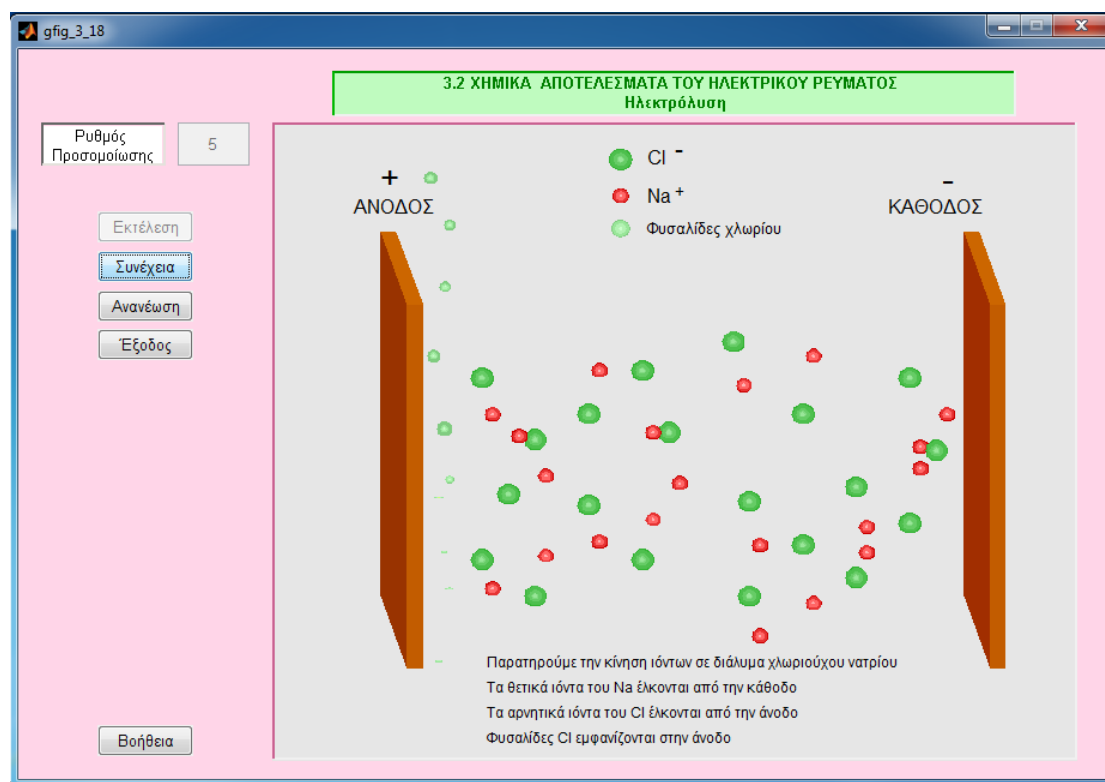 gfig_3_18
3.2 ΧΗΜΙΚΑ ΑΠΟΤΕΛΕΣΜΑΤΑ ΤΟΥ ΗΛΕΚΤΡΙΚΟΥ ΡΕΥΜΑΤΟΣ
Ηλεκτρόλυση
Ρυθμός
Προσομοίωσης
5
Εκτέλεση
Συνέχεια
Ανανέωση
Έξοδος
Βοήθεια
+
ΑΝΟΔΟΣ
Cl -
Na +
Φυσαλίδες χλωρίου
-
ΚΑΘΟΔΟΣ
Παρατηρούμε την κίνηση ιόντων σε διάλυμα χλωριούχου νατρίου
Τα θετικά ιόντα του Na έλκονται από την κάθοδο
Τα αρνητικά ιόντα του Cl έλκονται από την άνοδο
Φυσαλίδες Cl εμφανίζονται στην άνοδο